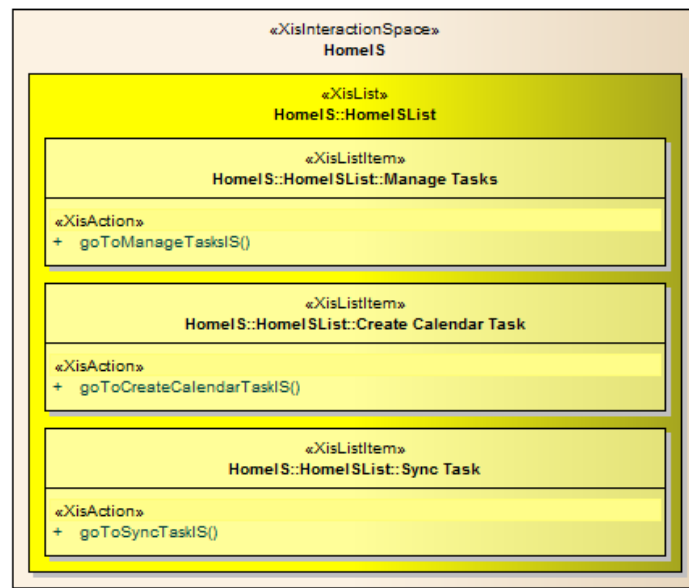 «XisInteractionSpace»
HomeIS
«XisList»
HomeIS::HomeISList
«XisListItem»
HomeIS::HomeISList::Manage Tasks
«XisAction»
+ goToManageTasksIS()
«XisListItem»
HomeIS::HomeISList::Create Calendar Task
«XisAction»
+ goToCreateCalendarTaskIS()
«XisListItem»
HomeIS::HomeISList::Sync Task
«XisAction»
+ goToSyncTaskIS()